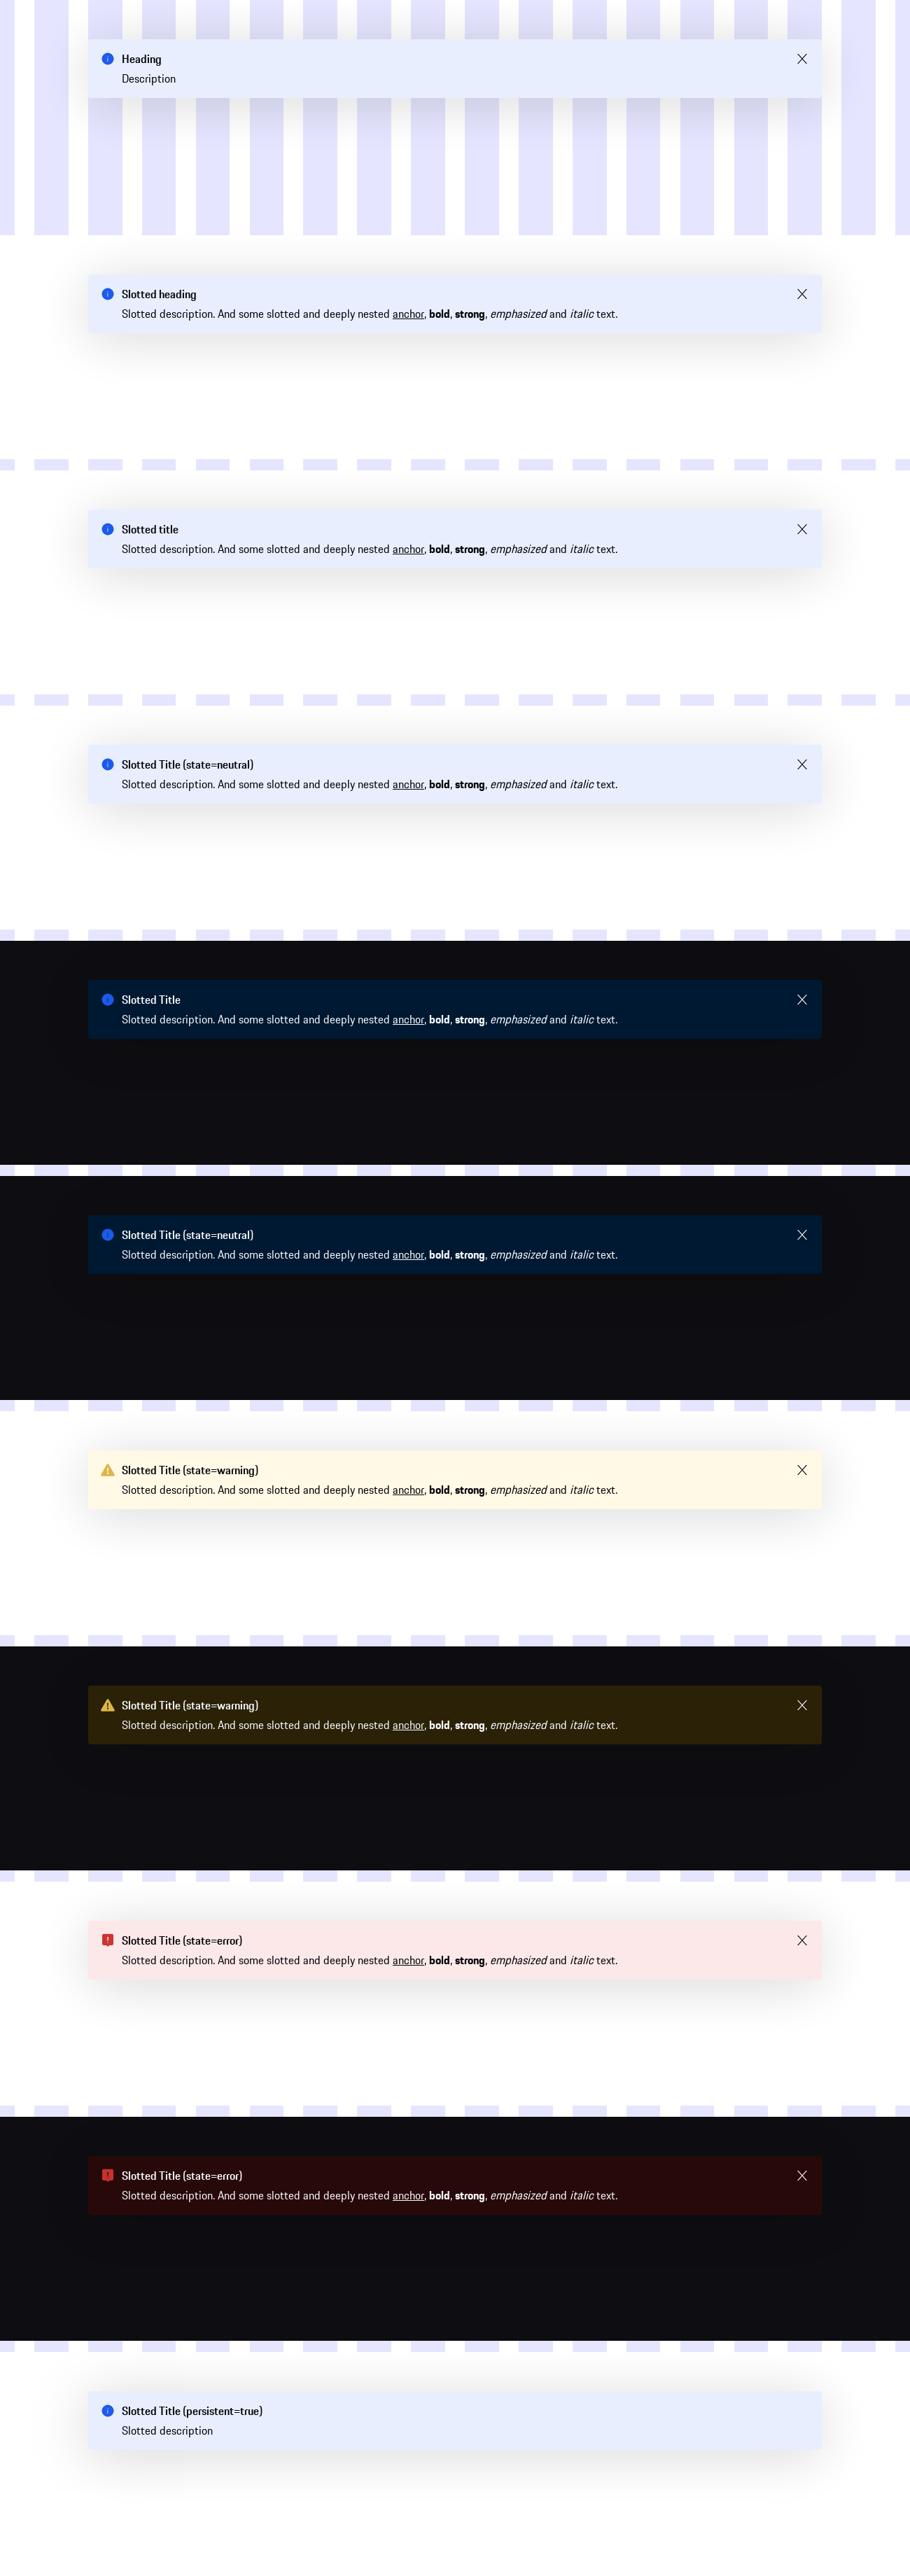 Heading
Description
Slotted heading
Slotted description. And some slotted and deeply nested anchor, bold, strong, emphasized and italic text.
Slotted title
Slotted description. And some slotted and deeply nested anchor, bold, strong, emphasized and italic text.
Slotted Title (state=neutral)
Slotted description. And some slotted and deeply nested anchor, bold, strong, emphasized and italic text.
Slotted Title
Slotted description. And some slotted and deeply nested anchor, bold, strong, emphasized and italic text.
Slotted Title (state=neutral)
Slotted description. And some slotted and deeply nested anchor, bold, strong, emphasized and italic text.
Slotted Title (state=warning)
Slotted description. And some slotted and deeply nested anchor, bold, strong, emphasized and italic text.
Slotted Title (state=warning)
Slotted description. And some slotted and deeply nested anchor, bold, strong, emphasized and italic text.
Slotted Title (state=error)
Slotted description. And some slotted and deeply nested anchor, bold, strong, emphasized and italic text.
Slotted Title (state=error)
Slotted description. And some slotted and deeply nested anchor, bold, strong, emphasized and italic text.
Slotted Title (persistent=true)
Slotted description